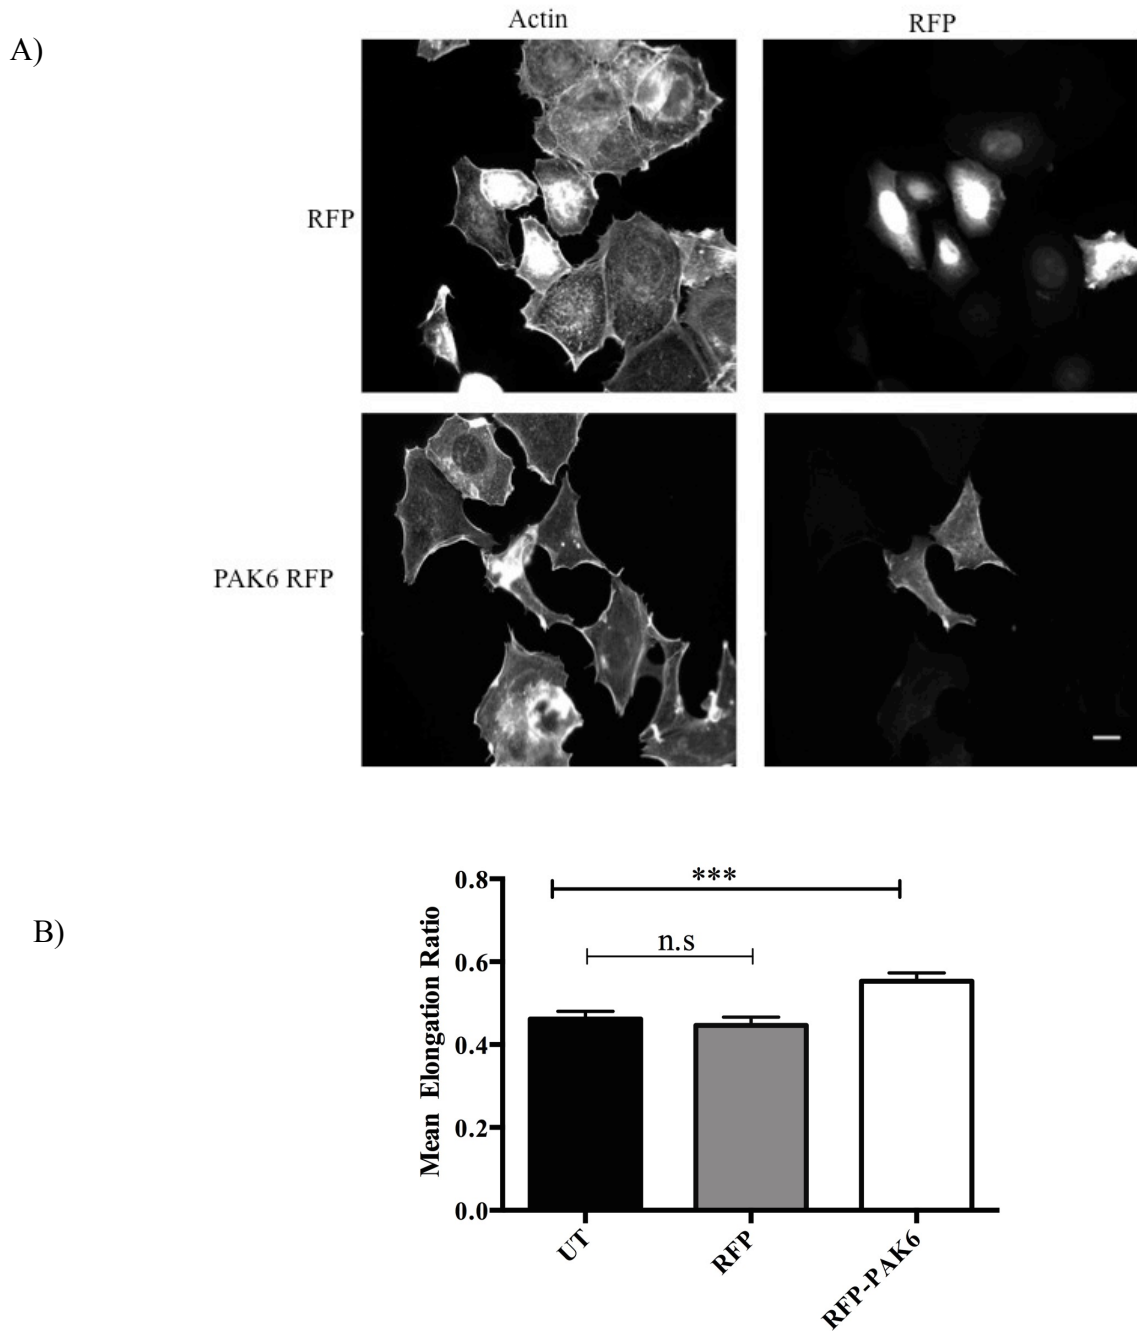 A)
Actin
RFP
RFP
PAK6 RFP
B)
Mean Elongation Ratio
0.8
0.6
0.4
0.2
0.0
***
n.s
UT
RFP
RFP-PAK6